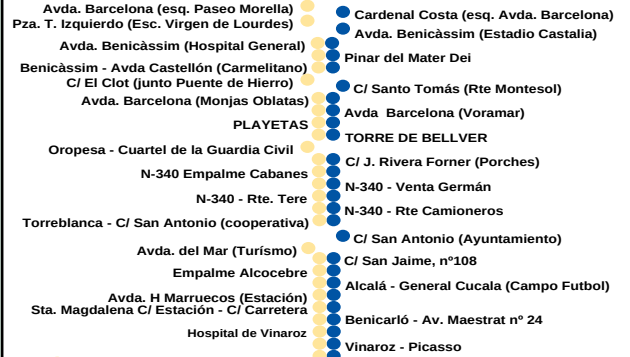 Avda. Barcelona (esq. Paseo Morella)
Cardenal Costa (esq. Avda. Barcelona)
Pza. T. Izquierdo (Esc. Virgen de Lourdes)
Avda. Benicàssim (Estadio Castalia)
Avda. Benicàssim (Hospital General)
Pinar del Mater Dei
Benicàssim - Avda Castellón (Carmelitano)
C/ El Clot (junto Puente de Hierro)
C/ Santo Tomás (Rte Montesol)
Avda. Barcelona (Monjas Oblatas)
Avda Barcelona (Voramar)
PLAYETAS
TORRE DE BELLVER
Oropesa - Cuartel de la Guardia Civil
C/ J. Rivera Forner (Porches)
N-340 Empalme Cabanes
N-340 - Venta Germán
N-340 - Rte. Tere
N-340 - Rte Camioneros
Torreblanca - C/ San Antonio (cooperativa)
C/ San Antonio (Ayuntamiento)
Avda. del Mar (Turísmo)
C/ San Jaime, nº108
Empalme Alcocebre
Alcalá - General Cucala (Campo Futbol)
Avda. H Marruecos (Estación)
Sta. Magdalena C/ Estación - C/ Carretera
Benicarló - Av. Maestrat nº 24
Hospital de Vinaroz
Vinaroz - Picasso